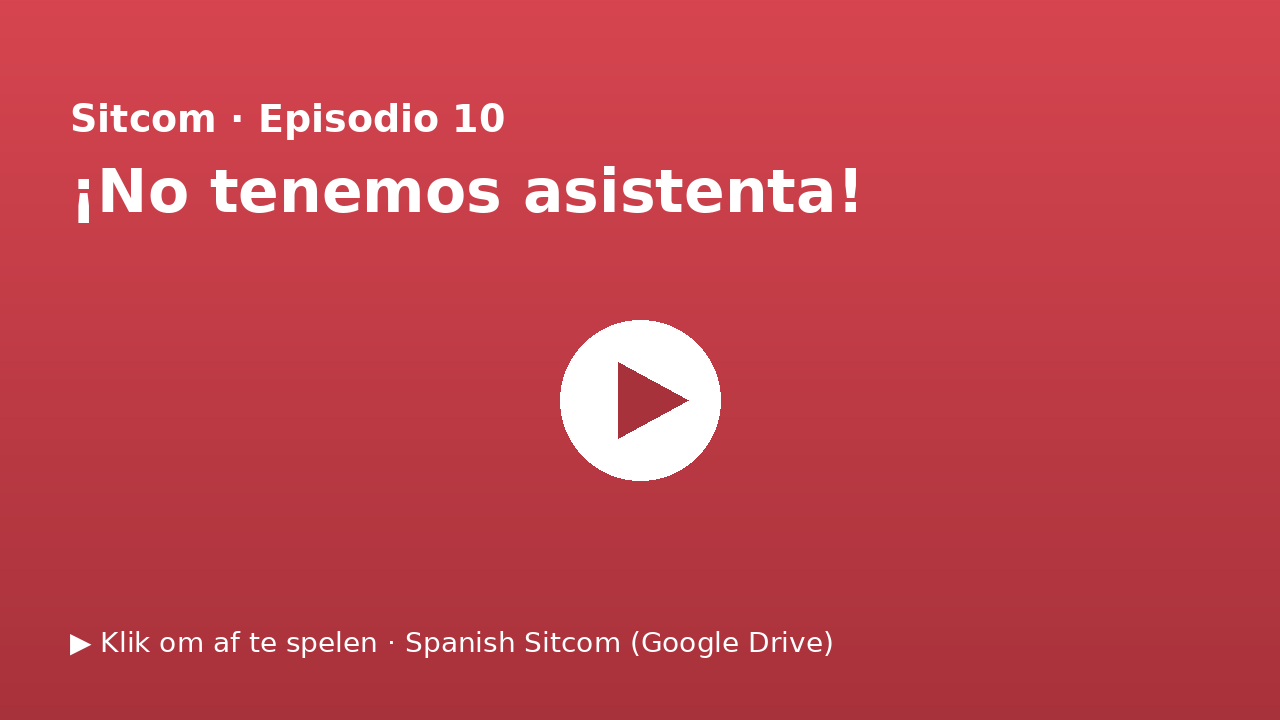 Sitcom · Episodio 10
¡No tenemos asistenta!
▶ Klik om af te spelen · Spanish Sitcom (Google Drive)